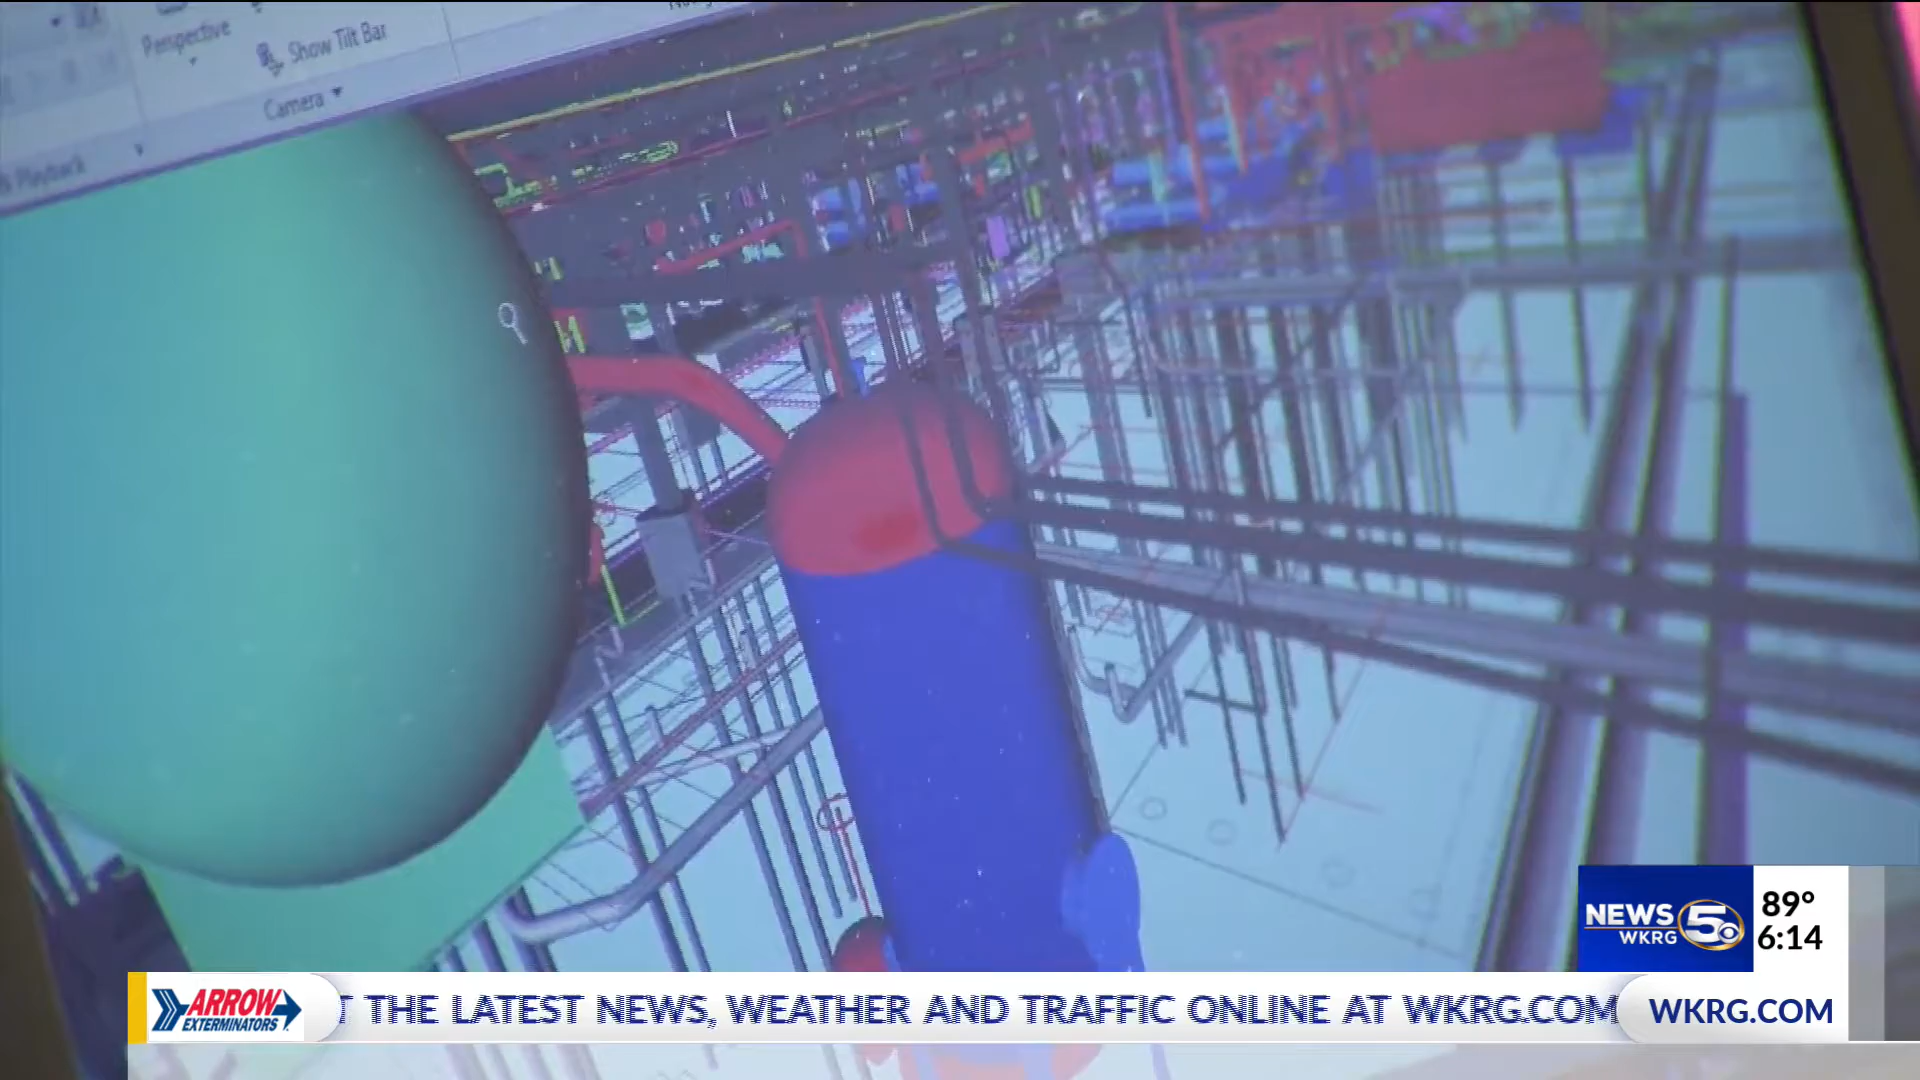 Perspective
Show Tilt Bar
Camera
Playback
NEWS 5
WKRG
89°
6:14
ARROW
EXTERMINATORS
THE LATEST NEWS, WEATHER AND TRAFFIC ONLINE AT WKRG.COM
WKRG.COM